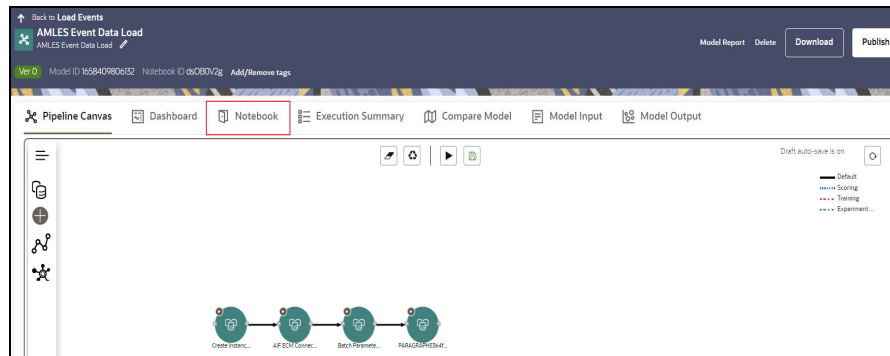 Back to Load Events
AMLES Event Data Load
AMLES Event Data Load
Model Report Delete Download Publish
Ver 0 Model ID 1658409806132 Notebook ID dsOB0V2g Add/Remove tags
Pipeline Canvas Dashboard Notebook Execution Summary Compare Model Model Input Model Output
Draft auto-save is on
Default
Scoring
Training
Experiment...
Create Instanc... AIF ECM Connec... Batch Paramete... PARAGRAPH5364f...